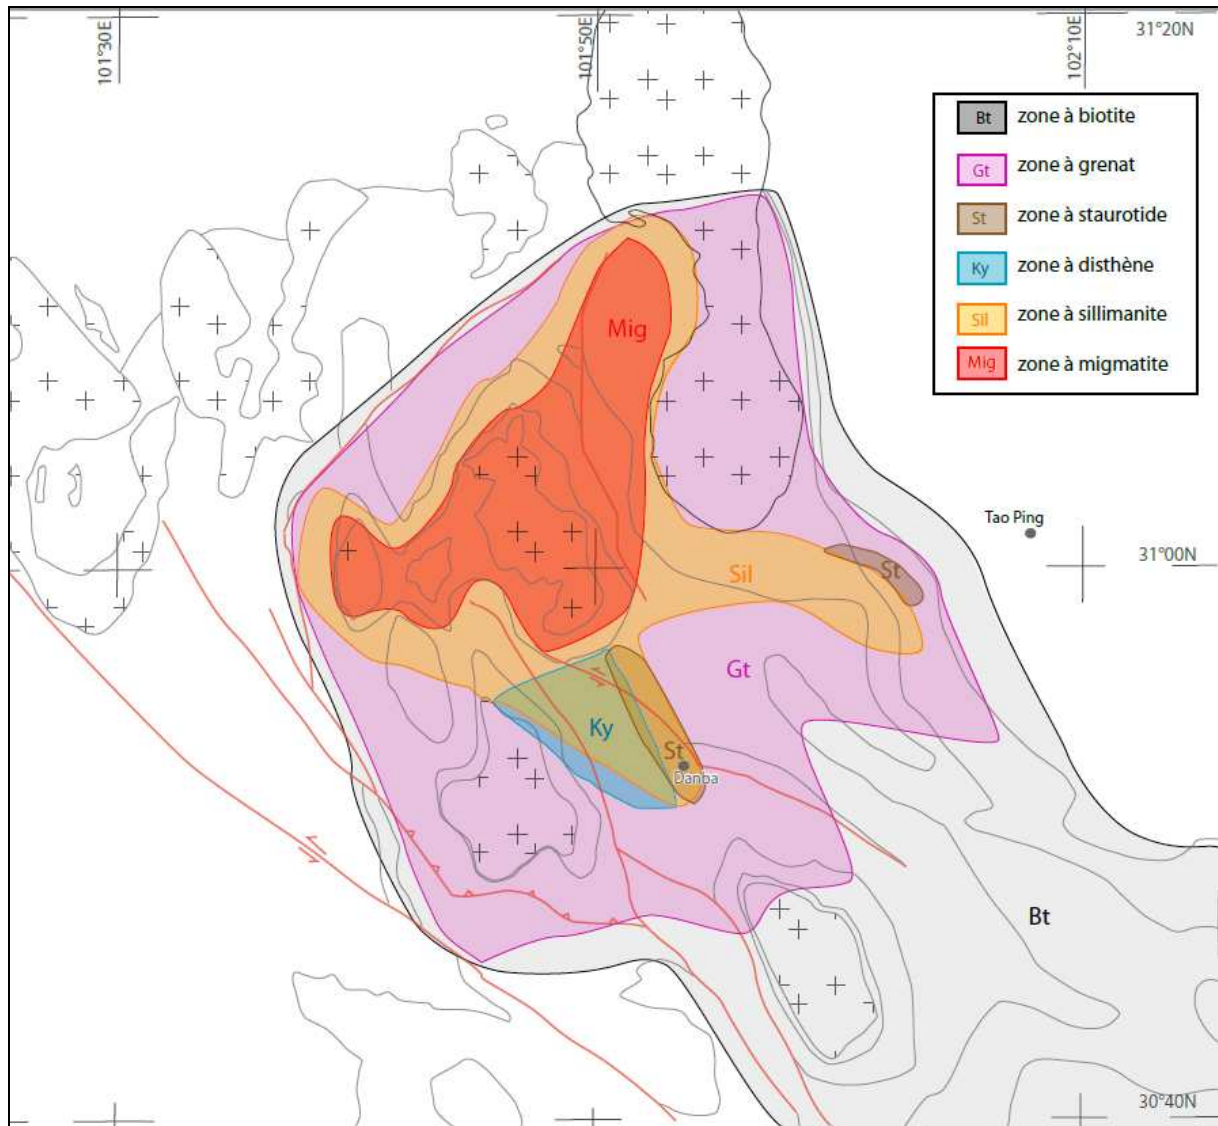 101°30E
101°50E
102°10E
31°20N
Bt zone à biotite
Gt zone à grenat
St zone à staurotide
Ky zone à disthène
Sil zone à sillimanite
Mig zone à migmatite
Mig
Tao Ping
31°00N
Sil
St
Gt
Ky
St
Danba
Bt
30°40N